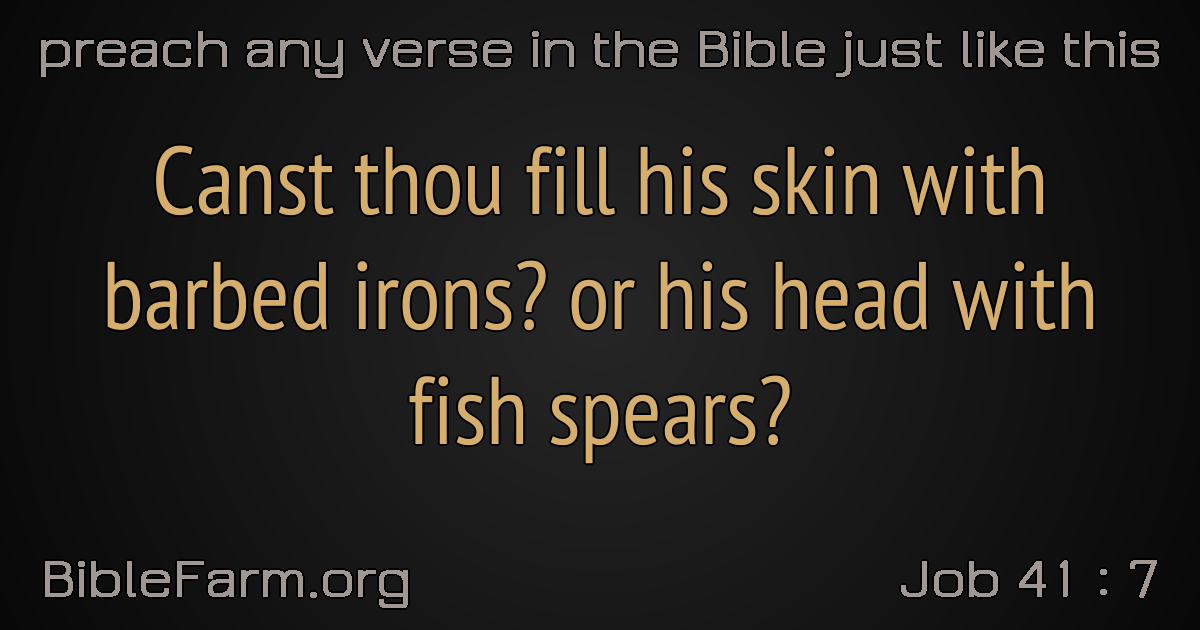 preach any verse in the Bible just like this
Canst thou fill his skin with
barbed irons? or his head with
fish spears?
BibleFarm.org
Job 41 : 7